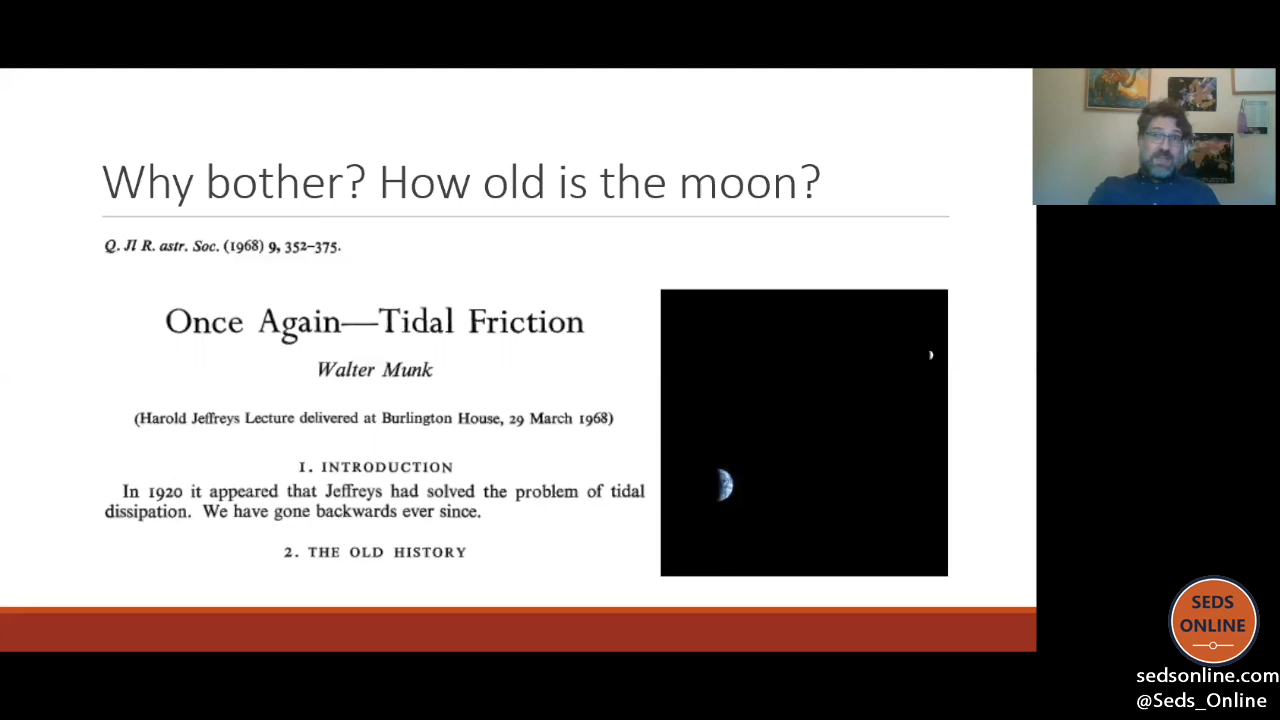 Why bother? How old is the moon?
Q. Jl R. astr. Soc. (1968) 9, 352–375.
Once Again—Tidal Friction
Walter Munk
(Harold Jeffreys Lecture delivered at Burlington House, 29 March 1968)
1. INTRODUCTION
In 1920 it appeared that Jeffreys had solved the problem of tidal
dissipation. We have gone backwards ever since.
2. THE OLD HISTORY
SEDS
ONLINE
sedsonline.com
@Seds_Online